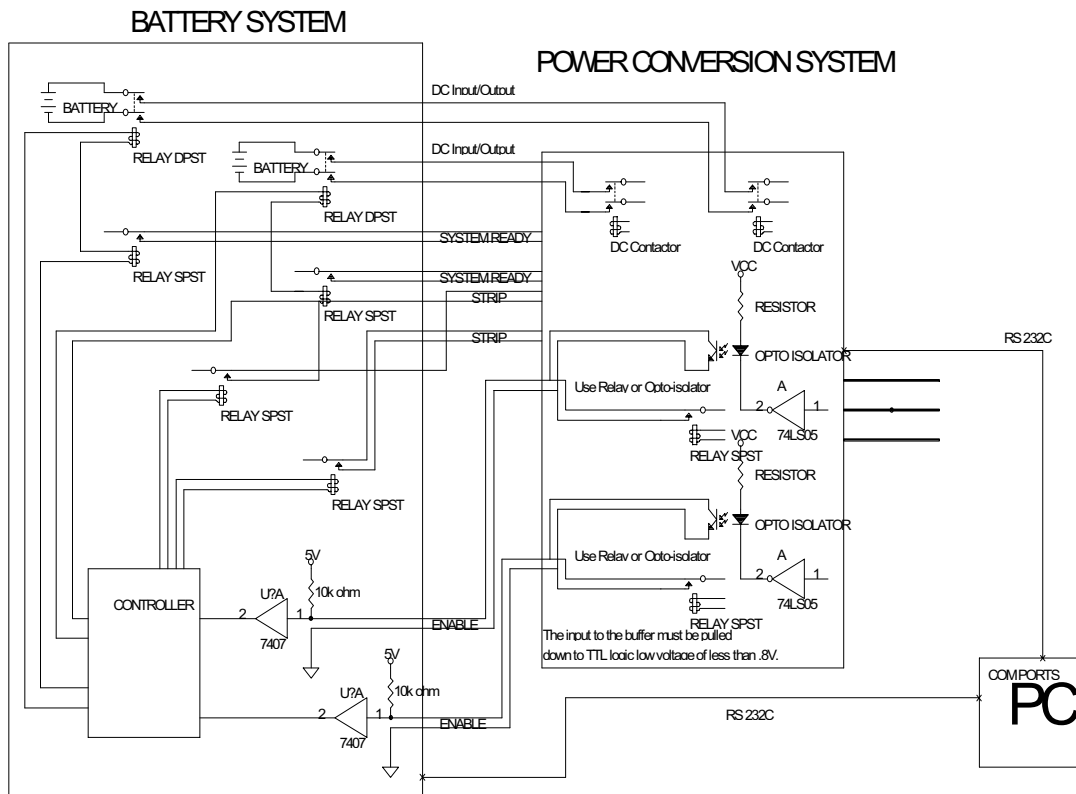 BATTERY SYSTEM
POWER CONVERSION SYSTEM
DC Input/Output
BATTERY
RELAY DPST
DC Input/Output
BATTERY
RELAY DPST
SYSTEM READY
RELAY SPST
DC Contactor
DC Contactor
VCC
SYSTEM READY
STRIP
RELAY SPST
RESISTOR
STRIP
RS 232C
OPTO ISOLATOR
Use Relay or Opto-isolator
A
2
1
74LS05
RELAY SPST
VCC
RELAY SPST
RESISTOR
RELAY SPST
OPTO ISOLATOR
Use Relay or Opto-isolator
A
2
1
74LS05
RELAY SPST
5V
10k ohm
CONTROLLER
U?A
2
1
7407
ENABLE
The input to the buffer must be pulled
down to TTL logic low voltage of less than .8V.
5V
10k ohm
U?A
2
1
7407
ENABLE
RS 232C
COM PORTS
PC